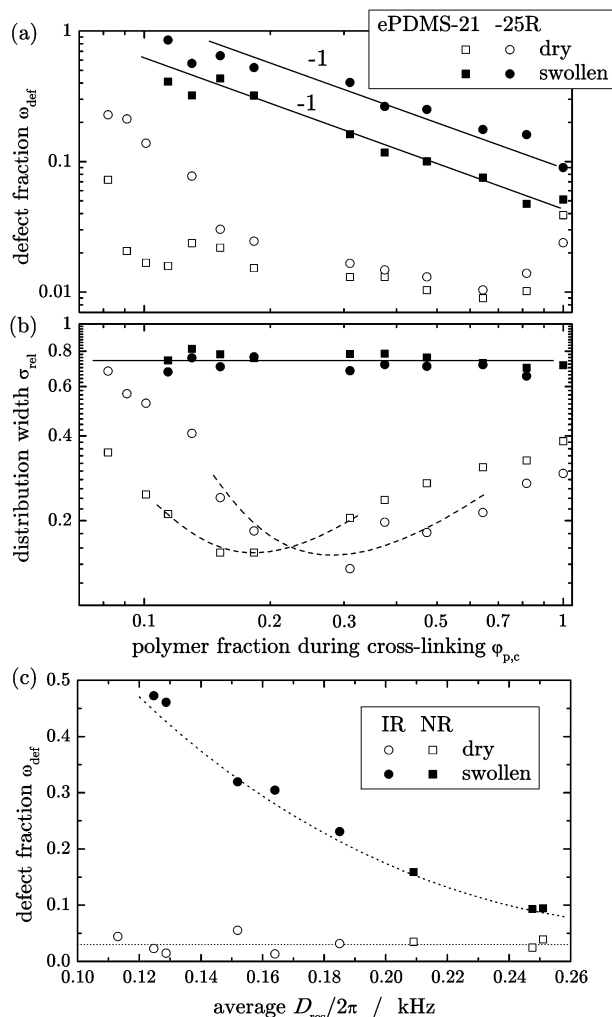 (a)
ePDMS-21 -25R
dry
swollen
-1
-1
defect fraction ω_def
1
0.1
0.01
(b)
distribution width σ_rel
1
0.8
0.6
0.4
0.2
0.1 0.2 0.3 0.5 0.7 1
polymer fraction during cross-linking φ_p,c
(c)
IR NR
dry
swollen
defect fraction ω_def
0.5
0.4
0.3
0.2
0.1
0.0
0.10 0.12 0.14 0.16 0.18 0.20 0.22 0.24 0.26
average D_res/2π / kHz